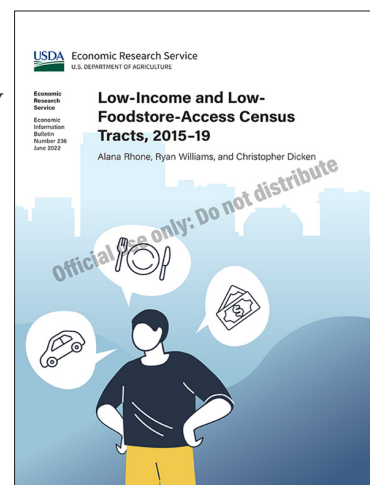 USDA Economic Research Service
U.S. DEPARTMENT OF AGRICULTURE
Economic
Research
Service
Economic
Information
Bulletin
Number 236
June 2022
Low-Income and Low-
Foodstore-Access Census
Tracts, 2015–19
Alana Rhone, Ryan Williams, and Christopher Dicken
Official use only: Do not distribute